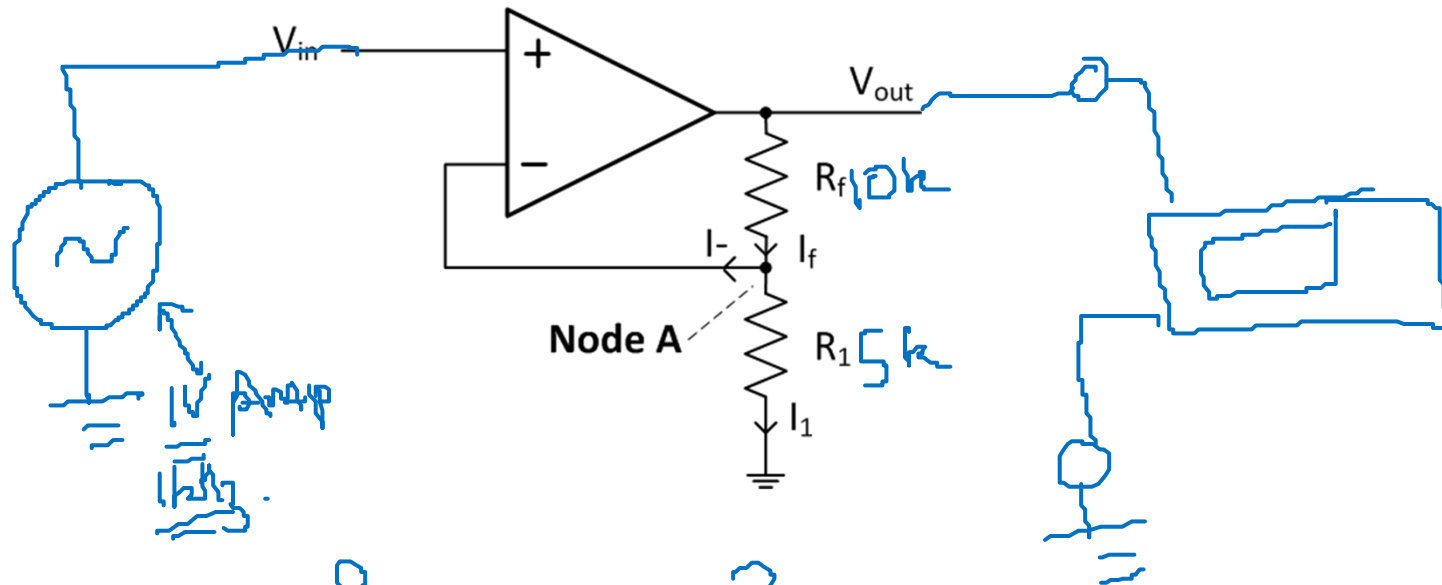 Vin
+
Vout
−
Rf 10k
I- If
Node A
R1 5k
I1
1V Amp
1kHz